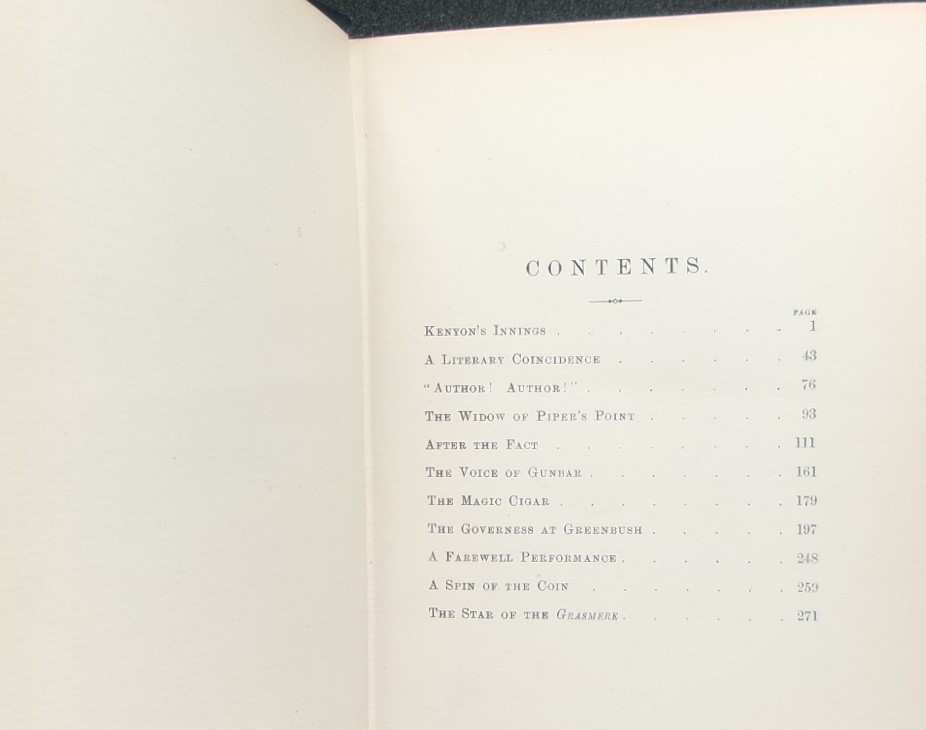 CONTENTS.
PAGE
KENYON'S INNINGS . . . . . . . . 1
A LITERARY COINCIDENCE . . . . . . 43
"AUTHOR! AUTHOR!" . . . . . . . 76
THE WIDOW OF PIPER'S POINT . . . . . 93
AFTER THE FACT . . . . . . . . 111
THE VOICE OF GUNBAR . . . . . . . 161
THE MAGIC CIGAR . . . . . . . . 179
THE GOVERNESS AT GREENBUSH . . . . . 197
A FAREWELL PERFORMANCE . . . . . . 248
A SPIN OF THE COIN . . . . . . . 259
THE STAR OF THE GRASMERE . . . . . . 271